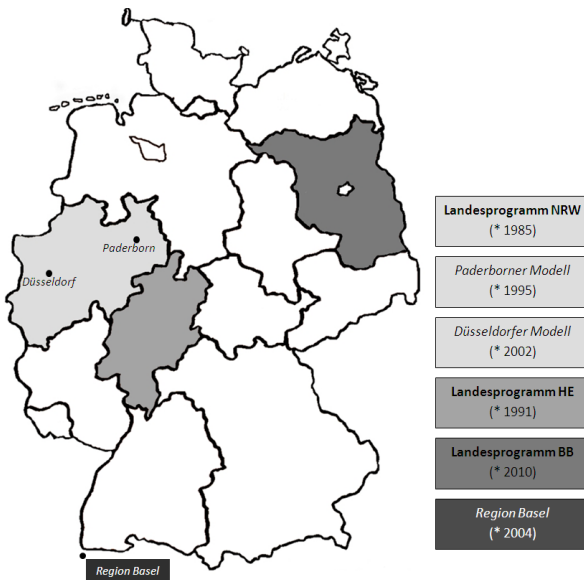 Paderborn
Düsseldorf
Region Basel
Landesprogramm NRW
(* 1985)
Paderborner Modell
(* 1995)
Düsseldorfer Modell
(* 2002)
Landesprogramm HE
(* 1991)
Landesprogramm BB
(* 2010)
Region Basel
(* 2004)